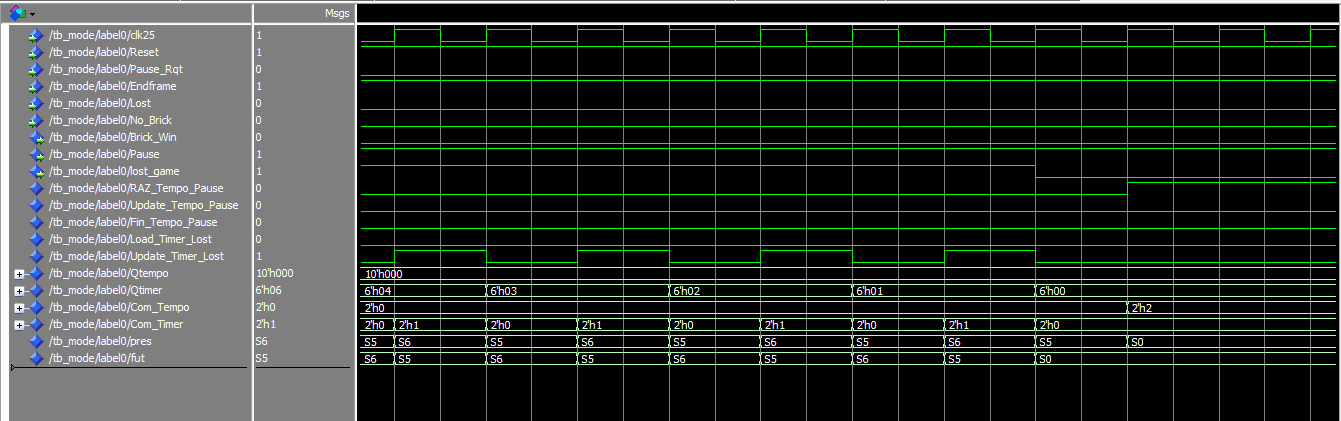 Msgs
/tb_mode/label0/clk25 1
/tb_mode/label0/Reset 1
/tb_mode/label0/Pause_Rqt 0
/tb_mode/label0/Endframe 1
/tb_mode/label0/Lost 0
/tb_mode/label0/No_Brick 0
/tb_mode/label0/Brick_Win 0
/tb_mode/label0/Pause 1
/tb_mode/label0/lost_game 1
/tb_mode/label0/RAZ_Tempo_Pause 0
/tb_mode/label0/Update_Tempo_Pause 0
/tb_mode/label0/Fin_Tempo_Pause 0
/tb_mode/label0/Load_Timer_Lost 0
/tb_mode/label0/Update_Timer_Lost 1
/tb_mode/label0/Qtempo 10'h000 10'h000
/tb_mode/label0/Qtimer 6'h06 6'h04 6'h03 6'h02 6'h01 6'h00
/tb_mode/label0/Com_Tempo 2'h0 2'h0 2'h2
/tb_mode/label0/Com_Timer 2'h1 2'h0 2'h1 2'h0 2'h1 2'h0 2'h1 2'h0 2'h1 2'h0
/tb_mode/label0/pres S6 S5 S6 S5 S6 S5 S6 S5 S6 S5 S0
/tb_mode/label0/fut S5 S6 S5 S6 S5 S6 S5 S6 S5 S0